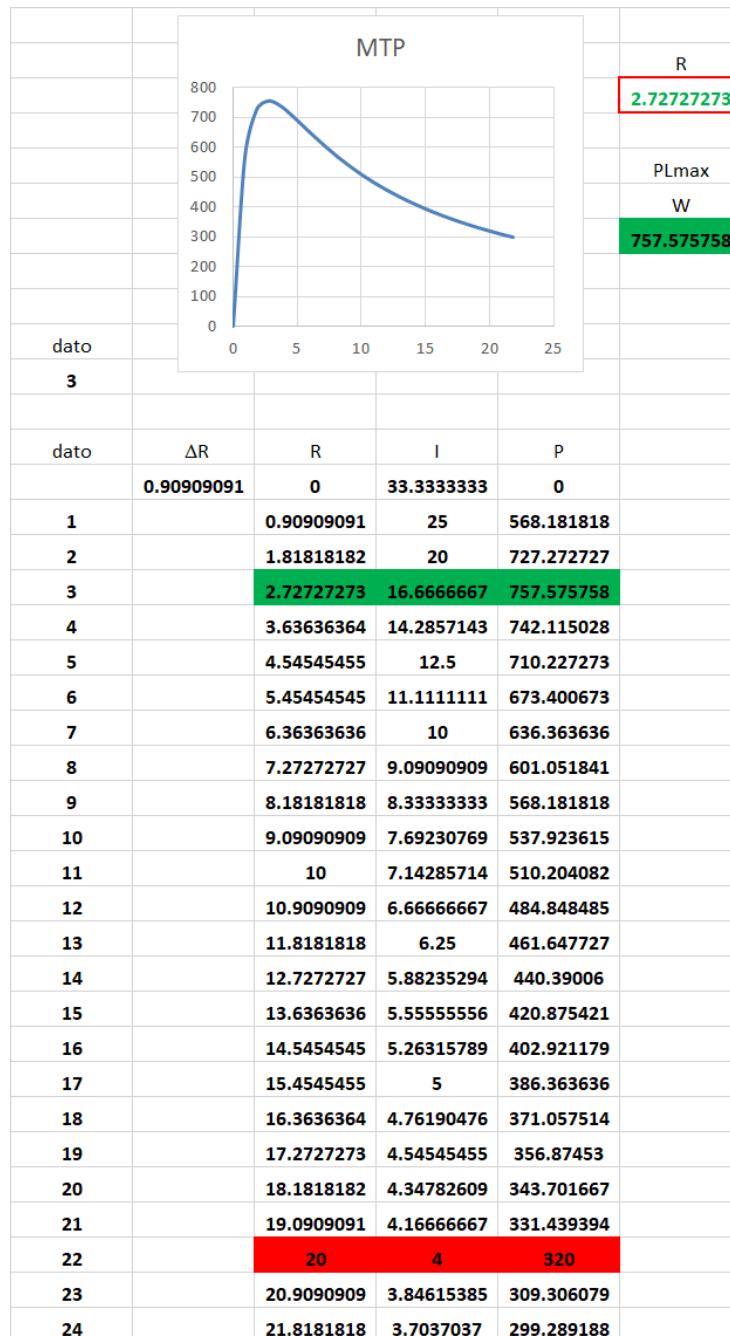 MTP
800
700
600
500
400
300
200
100
0
0 5 10 15 20 25
R
2.72727273
PLmax
W
757.575758
dato
3
dato ΔR R I P
0.90909091 0 33.3333333 0
1 0.90909091 25 568.181818
2 1.81818182 20 727.272727
3 2.72727273 16.6666667 757.575758
4 3.63636364 14.2857143 742.115028
5 4.54545455 12.5 710.227273
6 5.45454545 11.1111111 673.400673
7 6.36363636 10 636.363636
8 7.27272727 9.09090909 601.051841
9 8.18181818 8.33333333 568.181818
10 9.09090909 7.69230769 537.923615
11 10 7.14285714 510.204082
12 10.9090909 6.66666667 484.848485
13 11.8181818 6.25 461.647727
14 12.7272727 5.88235294 440.39006
15 13.6363636 5.55555556 420.875421
16 14.5454545 5.26315789 402.921179
17 15.4545455 5 386.363636
18 16.3636364 4.76190476 371.057514
19 17.2727273 4.54545455 356.87453
20 18.1818182 4.34782609 343.701667
21 19.0909091 4.16666667 331.439394
22 20 4 320
23 20.9090909 3.84615385 309.306079
24 21.8181818 3.7037037 299.289188